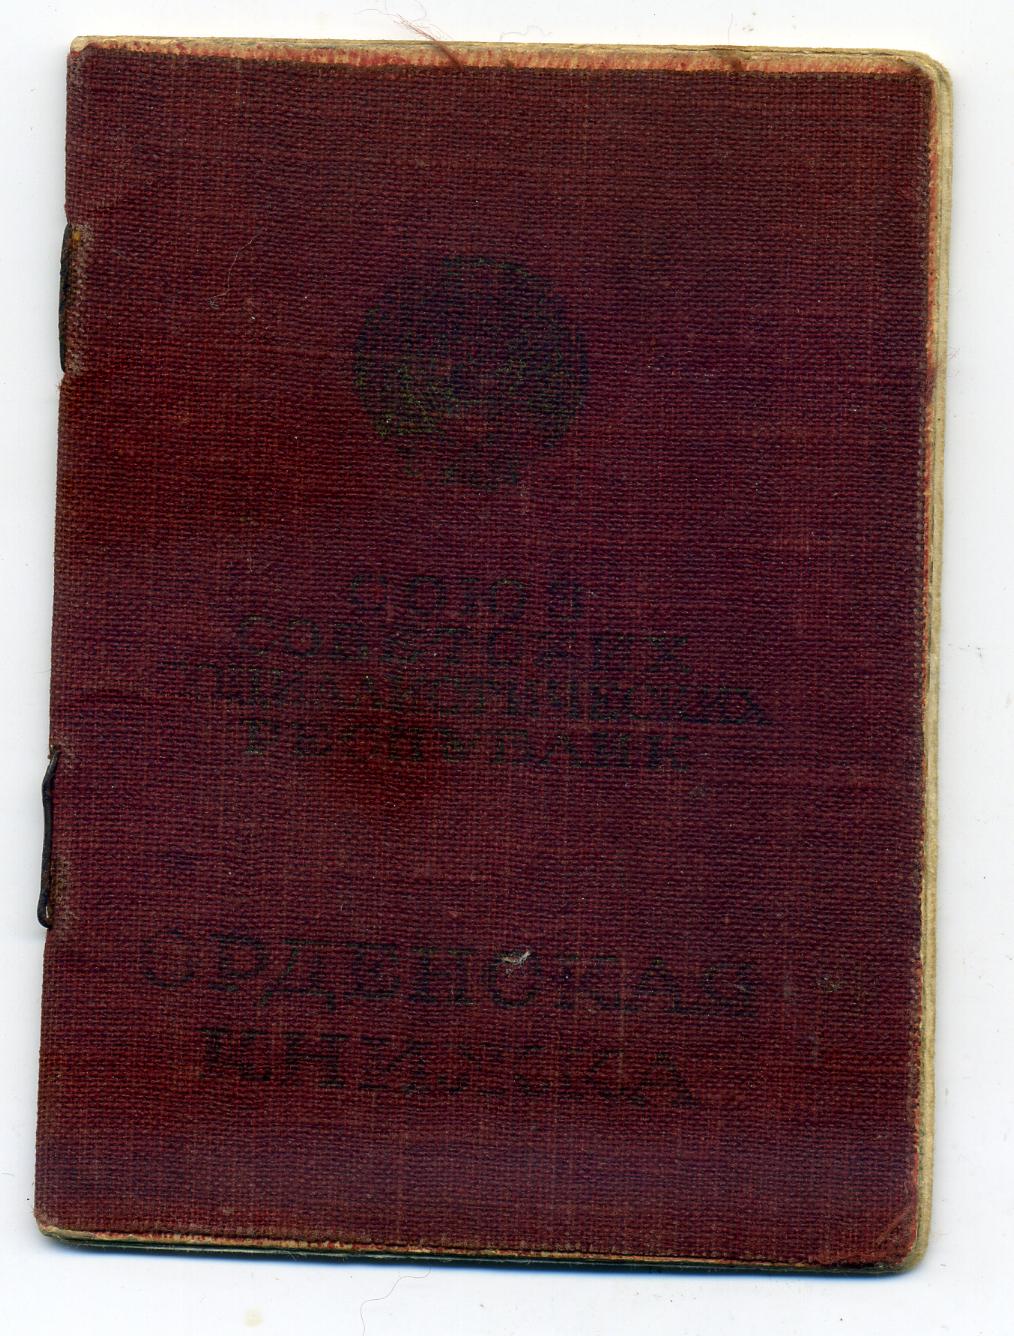 СОЮЗ
СОВЕТСКИХ
СОЦИАЛИСТИЧЕСКИХ
РЕСПУБЛИК
ОРДЕНСКАЯ
КНИЖКА